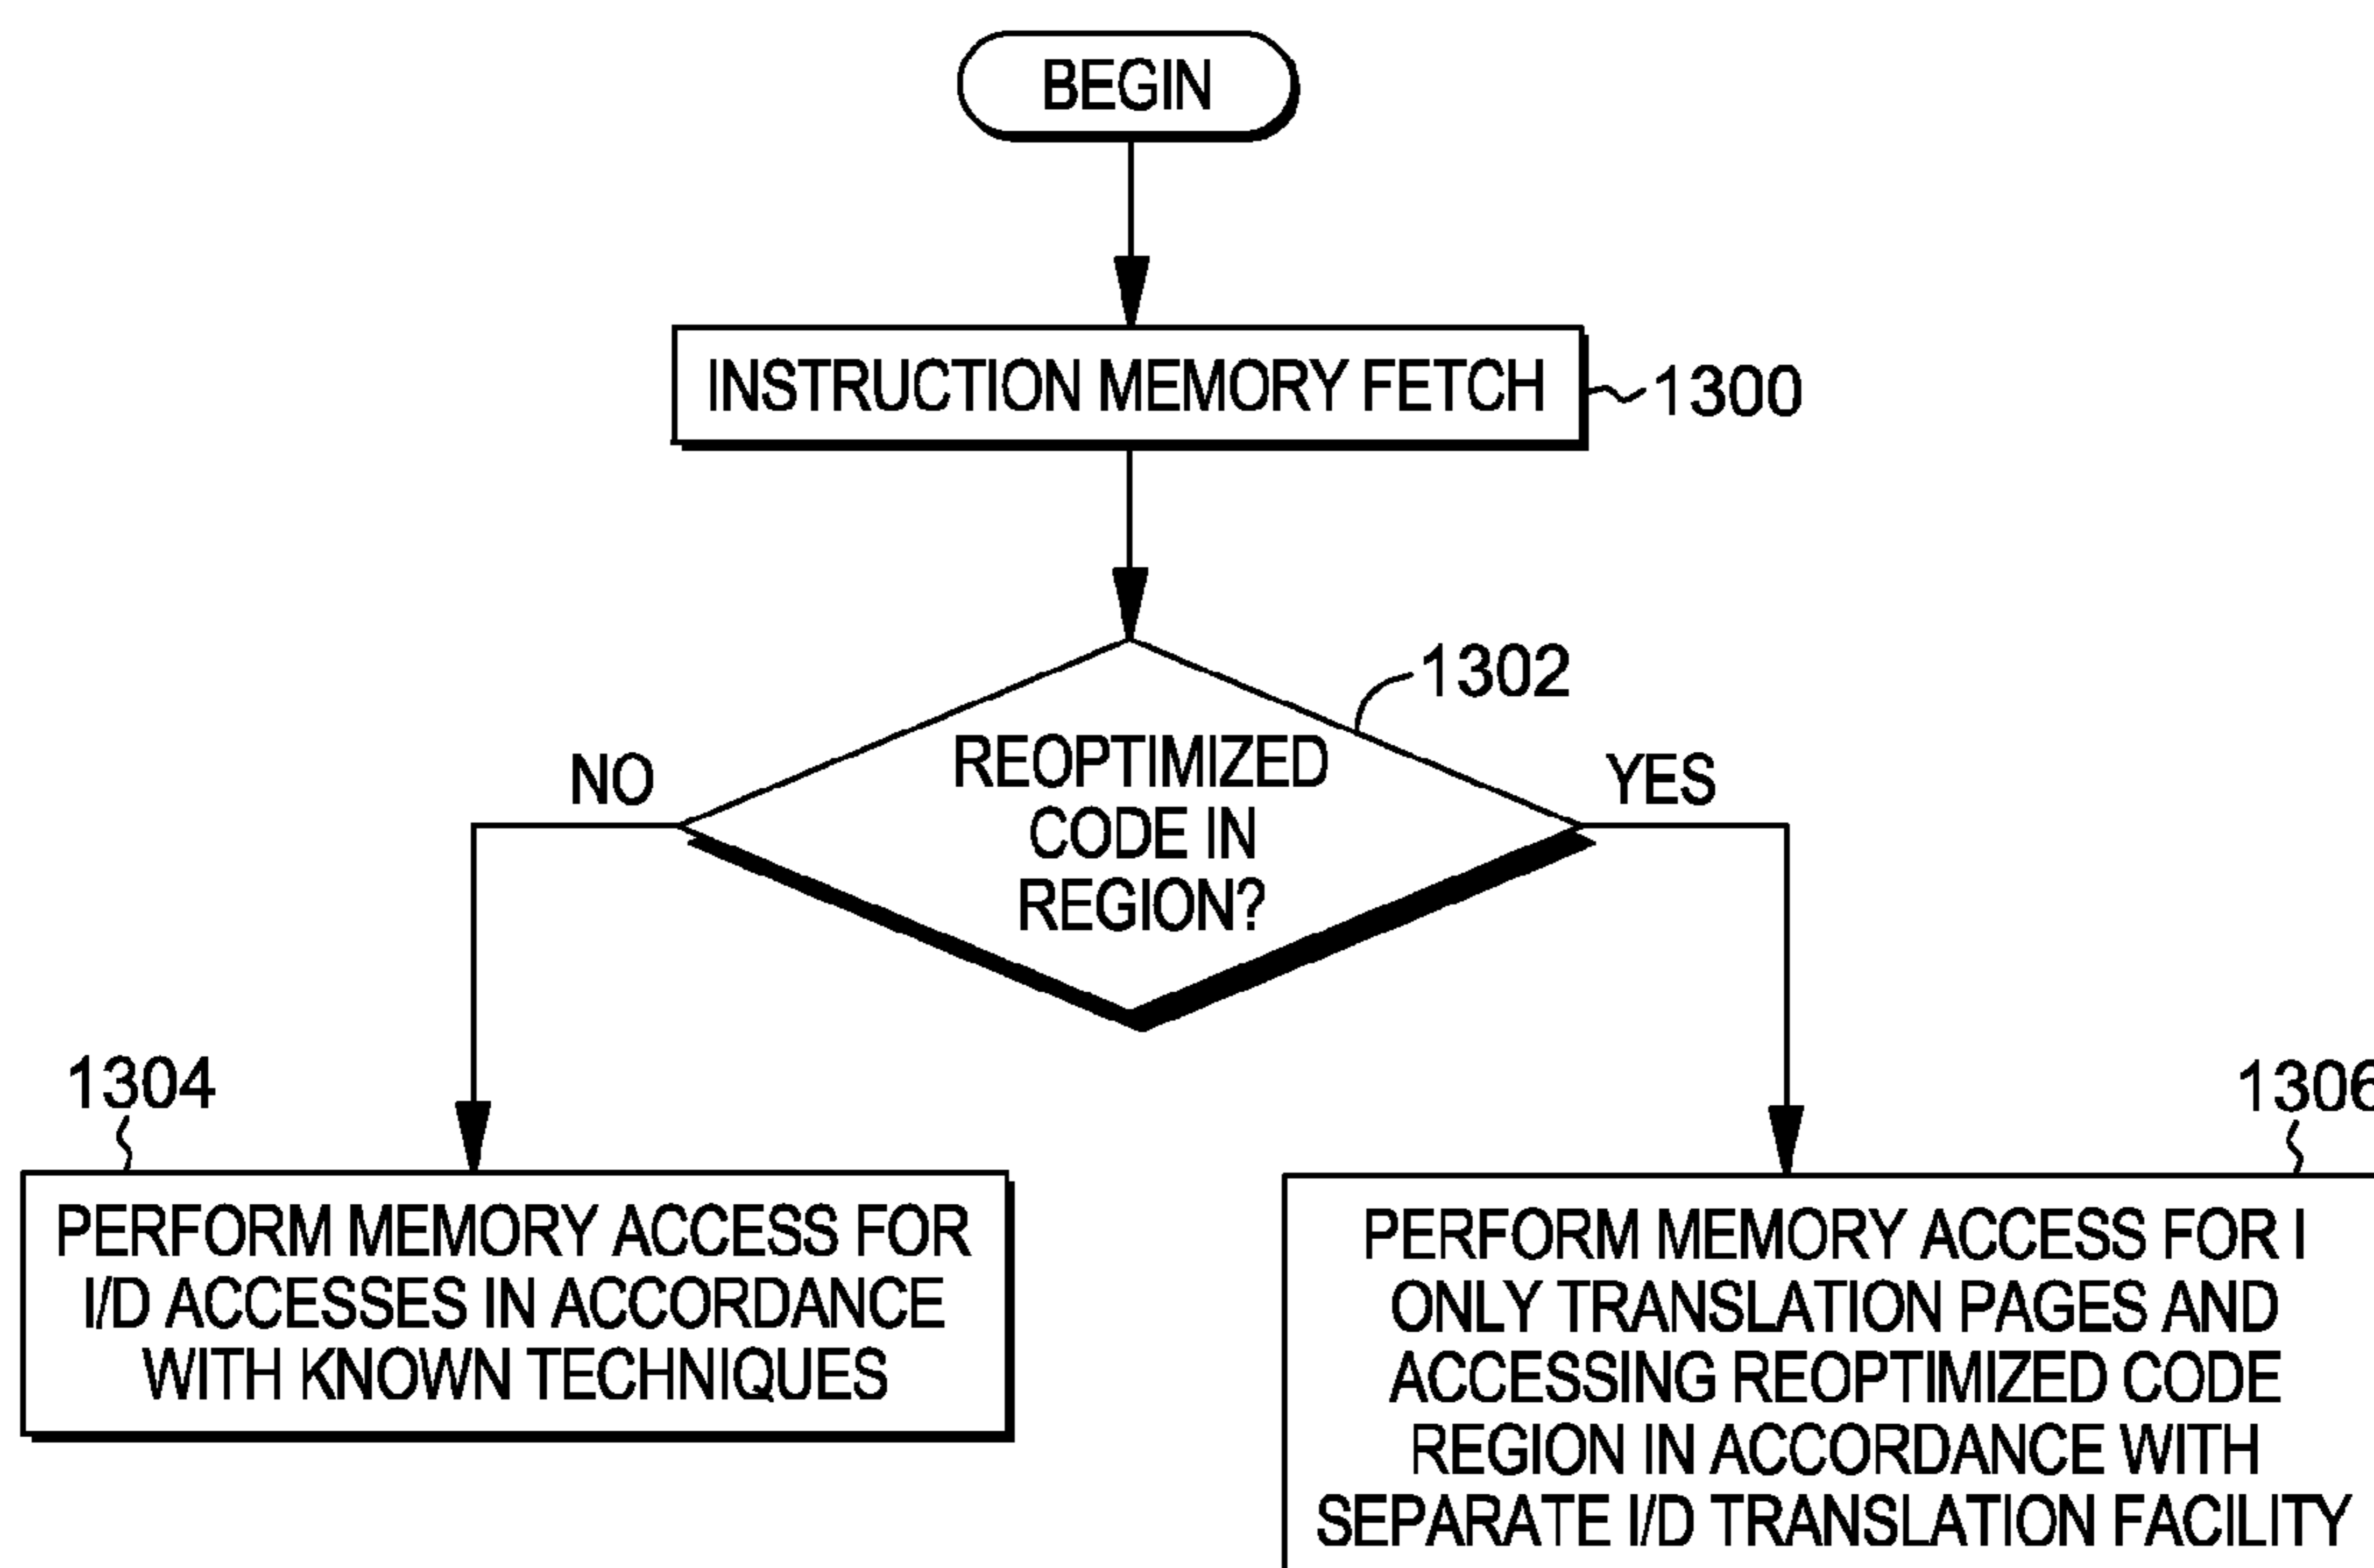 BEGIN
INSTRUCTION MEMORY FETCH
1300
1302
REOPTIMIZED
CODE IN
REGION?
NO
YES
1304
PERFORM MEMORY ACCESS FOR
I/D ACCESSES IN ACCORDANCE
WITH KNOWN TECHNIQUES
1306
PERFORM MEMORY ACCESS FOR I
ONLY TRANSLATION PAGES AND
ACCESSING REOPTIMIZED CODE
REGION IN ACCORDANCE WITH
SEPARATE I/D TRANSLATION FACILITY